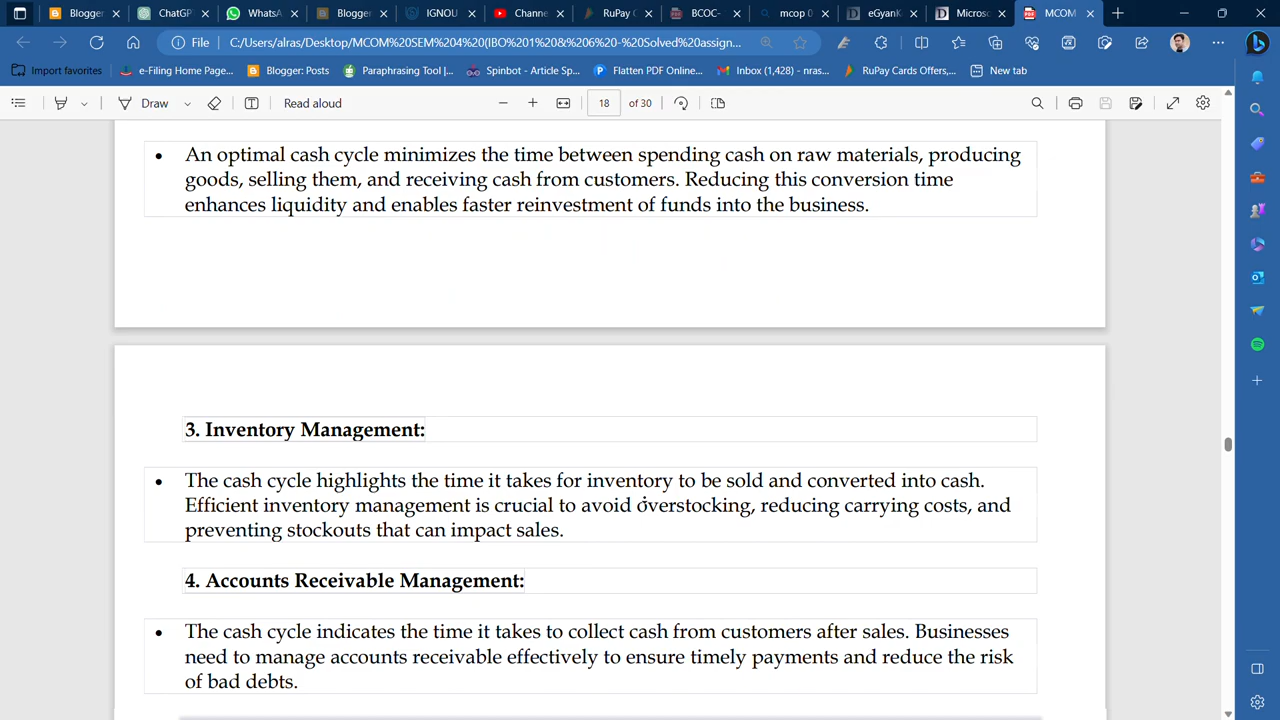 Blogger
ChatGP
WhatsA
Blogger
IGNOU
Channe
RuPay C
BCOC
mcop 0
eGyanK
Micros
MCOM
File
C:/Users/alras/Desktop/MCOM%20SEM%204%20(IBO%201%20&%206%20-%20Solved%20assign...
Import favorites
e-Filing Home Page...
Blogger: Posts
Paraphrasing Tool |...
Spinbot - Article Sp...
Flatten PDF Online...
Inbox (1,428) - nras...
RuPay Cards Offers,...
New tab
Draw
Read aloud
18
of 30
• An optimal cash cycle minimizes the time between spending cash on raw materials, producing
goods, selling them, and receiving cash from customers. Reducing this conversion time
enhances liquidity and enables faster reinvestment of funds into the business.
3. Inventory Management:
• The cash cycle highlights the time it takes for inventory to be sold and converted into cash.
Efficient inventory management is crucial to avoid overstocking, reducing carrying costs, and
preventing stockouts that can impact sales.
4. Accounts Receivable Management:
• The cash cycle indicates the time it takes to collect cash from customers after sales. Businesses
need to manage accounts receivable effectively to ensure timely payments and reduce the risk
of bad debts.